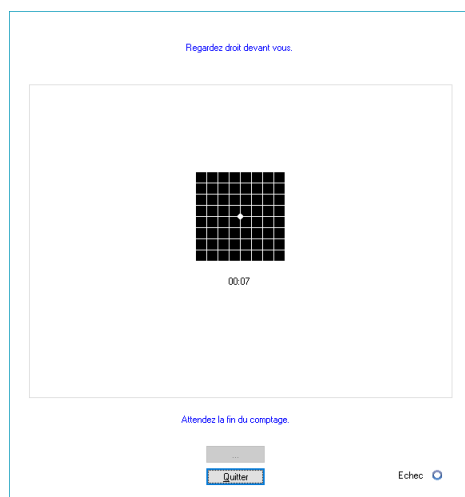 Regardez droit devant vous.
00:07
Attendez la fin du comptage.
...
Quitter
Echec